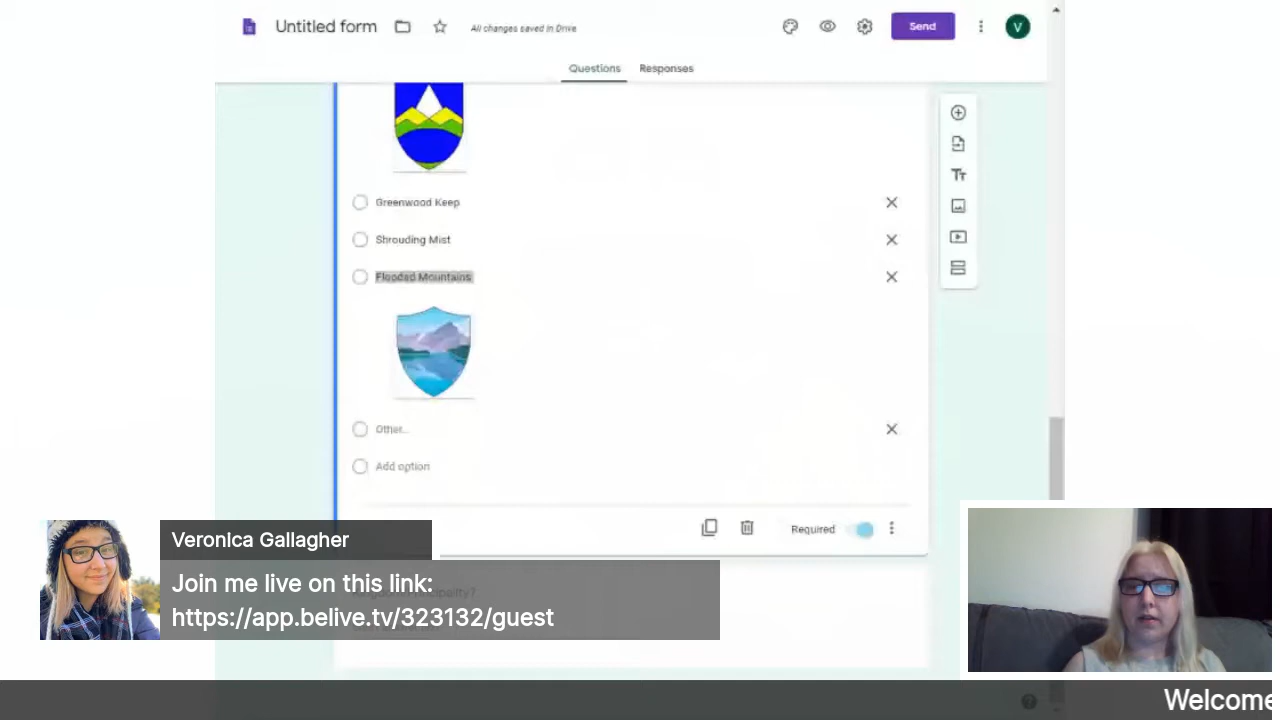 Untitled form
All changes saved in Drive
Send
V
Questions Responses
Greenwood Keep
Shrouding Mist
Flooded Mountains
Other...
Add option
Required
Veronica Gallagher
Join me live on this link:
https://app.belive.tv/323132/guest
Welcome